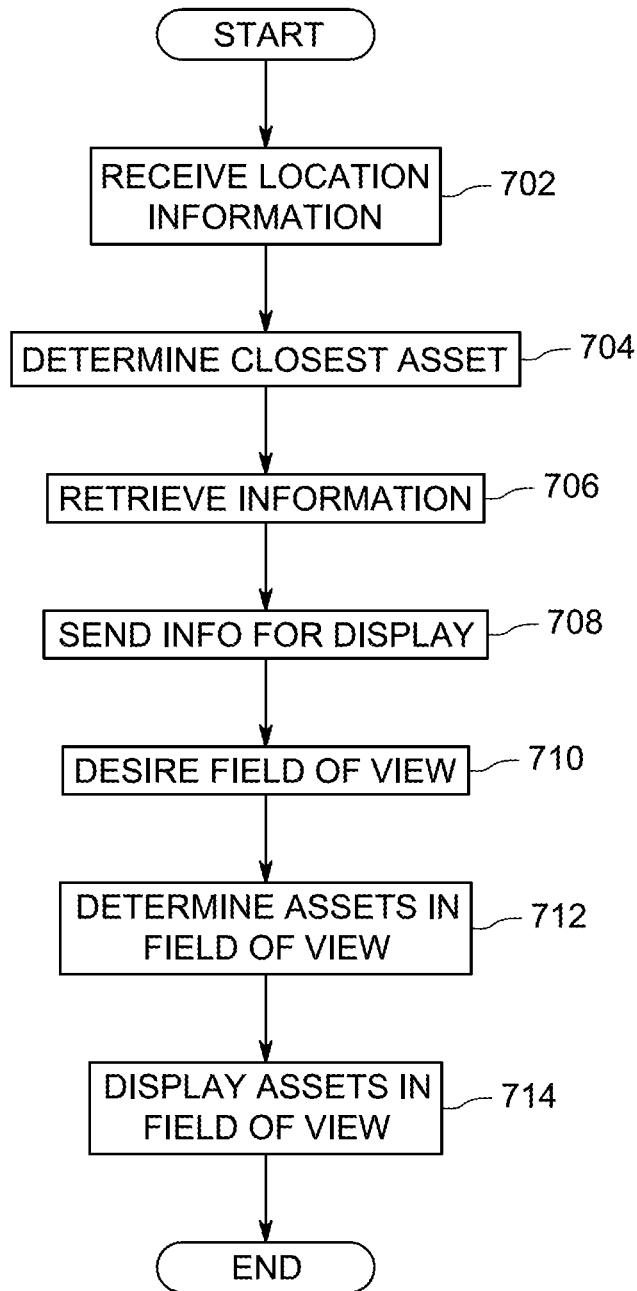 START
RECEIVE LOCATION
INFORMATION
702
DETERMINE CLOSEST ASSET
704
RETRIEVE INFORMATION
706
SEND INFO FOR DISPLAY
708
DESIRE FIELD OF VIEW
710
DETERMINE ASSETS IN
FIELD OF VIEW
712
DISPLAY ASSETS IN
FIELD OF VIEW
714
END